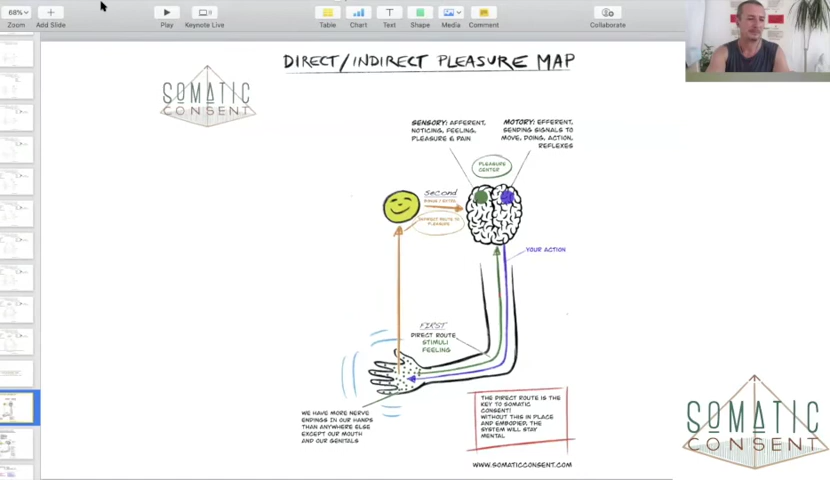 68%
Zoom
Add Slide
Play
Keynote Live
Table
Chart
Text
Shape
Media
Comment
Collaborate
DIRECT/INDIRECT PLEASURE MAP
SOMATIC
CONSENT
SENSORY: AFFERENT,
NOTICING, FEELING,
PLEASURE & PAIN
MOTORY: EFFERENT,
SENDING SIGNALS TO
MOVE, DOING, ACTION,
REFLEXES
PLEASURE
CENTER
Second
INDIRECT ROUTE TO
PLEASURE
YOUR ACTION
FIRST
DIRECT ROUTE
STIMULI
FEELING
WE HAVE MORE NERVE
ENDINGS IN OUR HANDS
THAN ANYWHERE ELSE
EXCEPT OUR MOUTH
AND OUR GENITALS
THE DIRECT ROUTE IS THE
KEY TO SOMATIC
CONSENT!
WITHOUT THIS IN PLACE
AND EMBODIED, THE
SYSTEM WILL STAY
MENTAL
WWW.SOMATICCONSENT.COM
SOMATIC
CONSENT